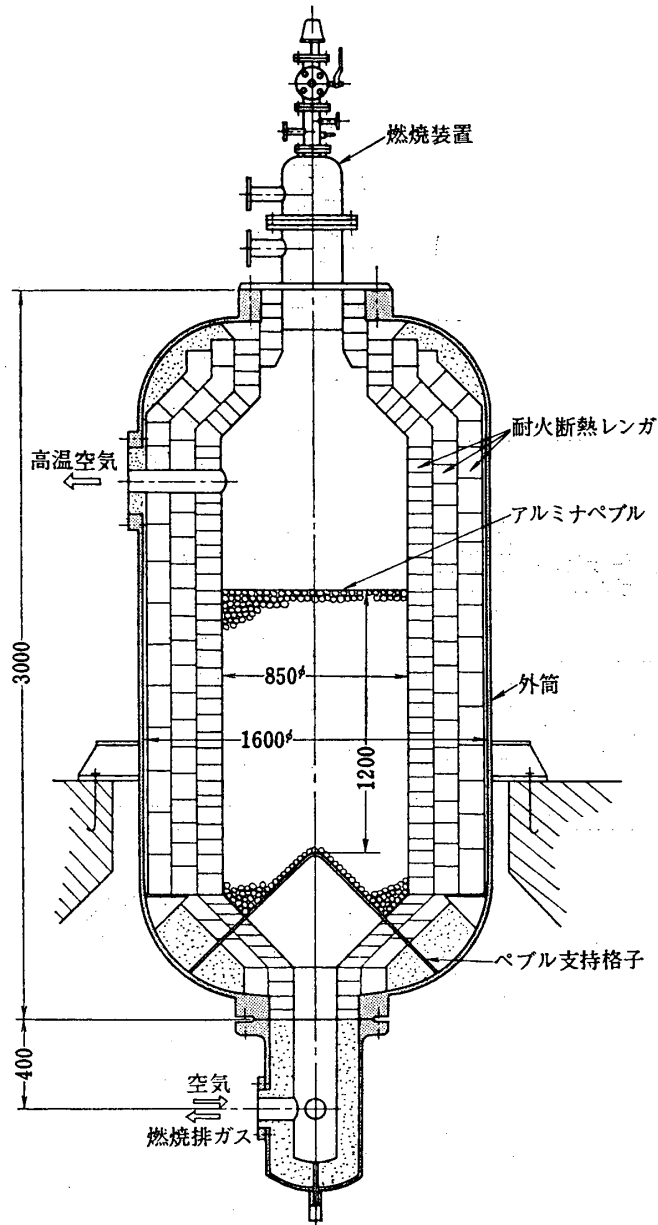 燃焼装置
耐火断熱レンガ
高温空気
アルミナペブル
3000
850φ
外筒
1600φ
1200
ペブル支持格子
400
空気
燃焼排ガス